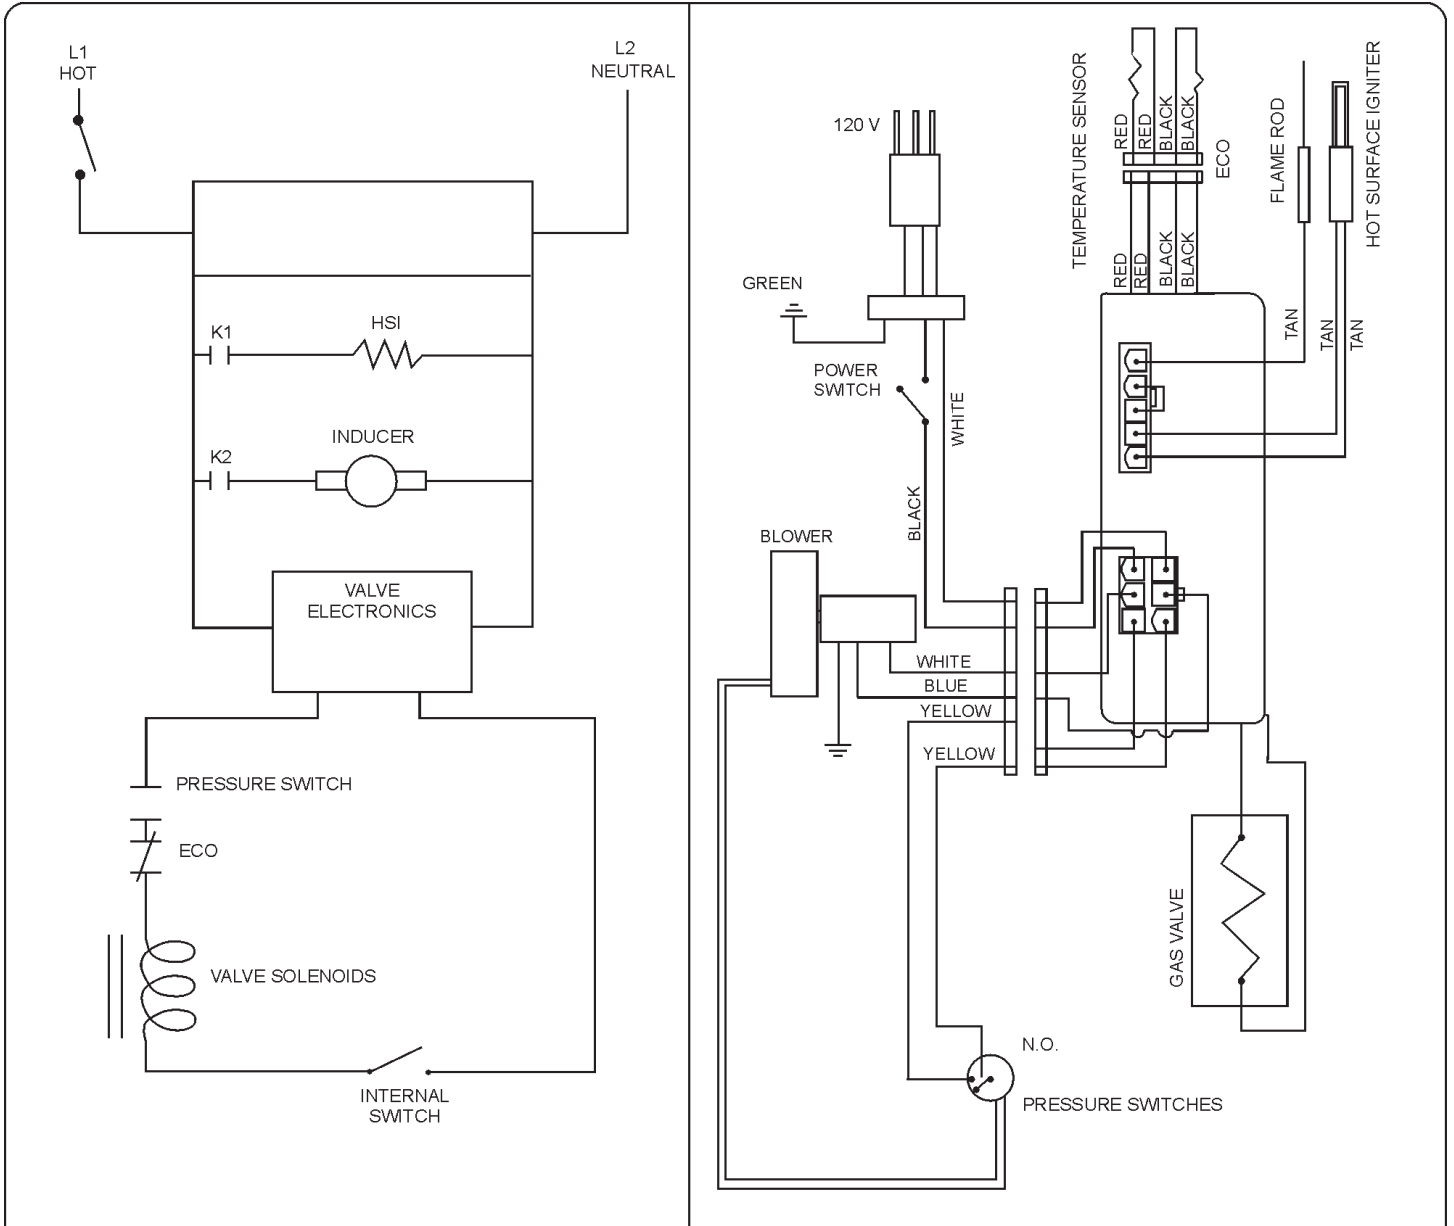 L1
HOT
L2
NEUTRAL
K1
HSI
K2
INDUCER
VALVE
ELECTRONICS
PRESSURE SWITCH
ECO
VALVE SOLENOIDS
INTERNAL
SWITCH
120 V
GREEN
POWER
SWITCH
WHITE
BLACK
BLOWER
WHITE
BLUE
YELLOW
YELLOW
TEMPERATURE SENSOR
RED
RED
BLACK
BLACK
ECO
RED
RED
BLACK
BLACK
FLAME ROD
HOT SURFACE IGNITER
TAN
TAN
TAN
GAS VALVE
N.O.
PRESSURE SWITCHES